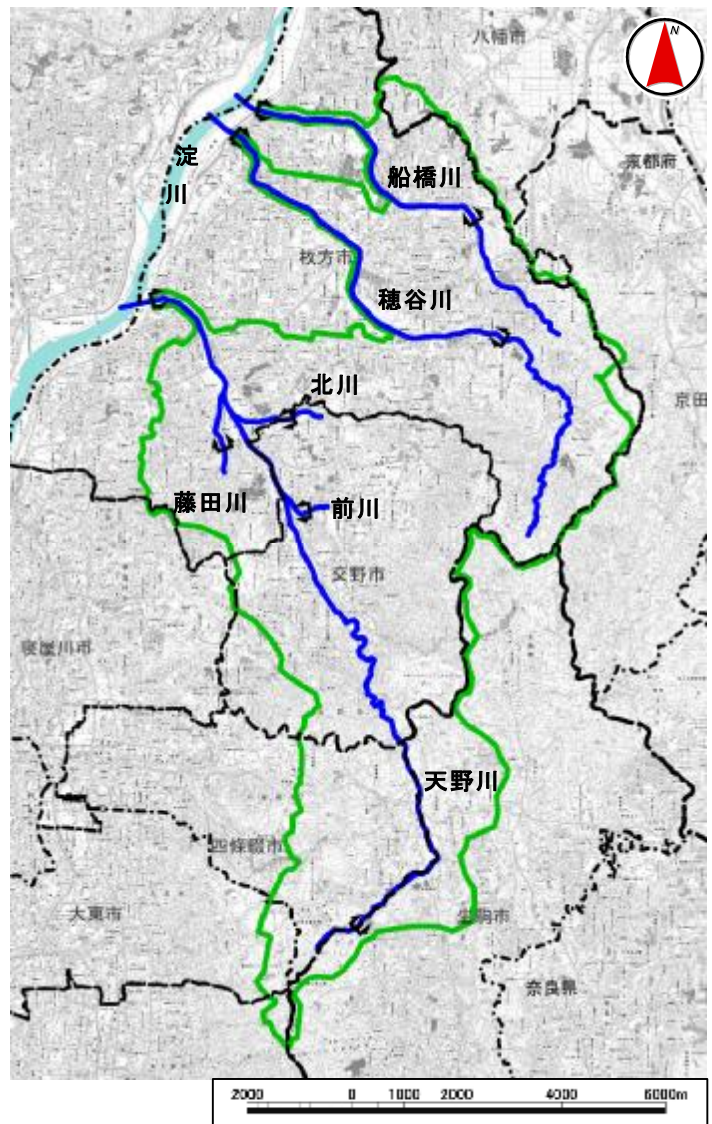 八幡市
N
淀川
船橋川
京都府
枚方市
穂谷川
北川
京田
藤田川
前川
交野市
寝屋川市
天野川
四條畷市
大東市
生駒市
奈良県
2000 0 1000 2000 4000 6000m